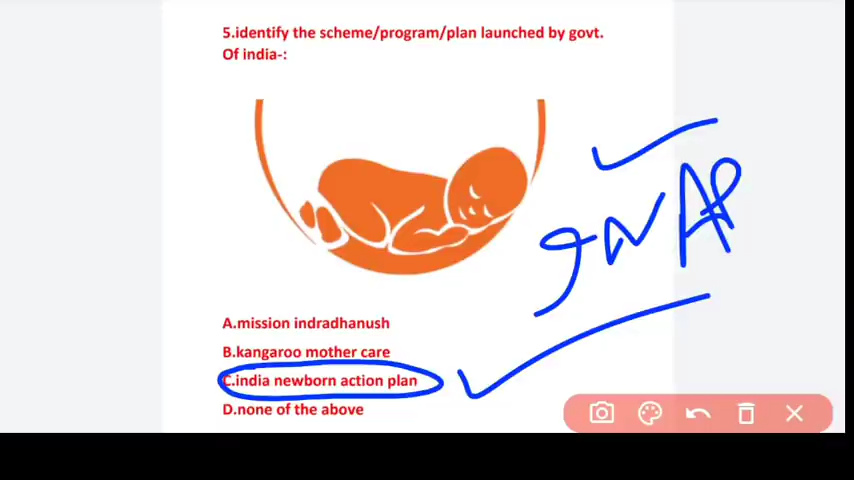 5.identify the scheme/program/plan launched by govt.
Of india-:
INAP
A.mission indradhanush
B.kangaroo mother care
C.india newborn action plan
D.none of the above